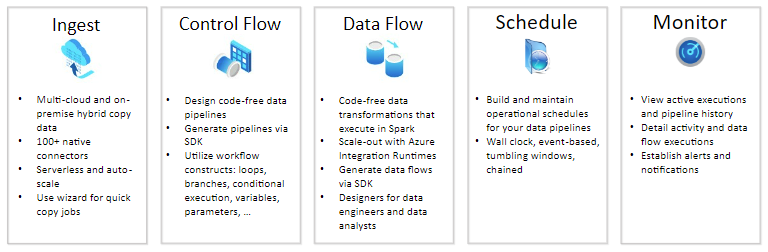 Ingest
• Multi-cloud and on-
premise hybrid copy
data
• 100+ native
connectors
• Serverless and auto-
scale
• Use wizard for quick
copy jobs
Control Flow
• Design code-free data
pipelines
• Generate pipelines via
SDK
• Utilize workflow
constructs: loops,
branches, conditional
execution, variables,
parameters, ...
Data Flow
• Code-free data
transformations that
execute in Spark
• Scale-out with Azure
Integration Runtimes
• Generate data flows
via SDK
• Designers for data
engineers and data
analysts
Schedule
• Build and maintain
operational schedules
for your data pipelines
• Wall clock, event-based,
tumbling windows,
chained
Monitor
• View active executions
and pipeline history
• Detail activity and data
flow executions
• Establish alerts and
notifications